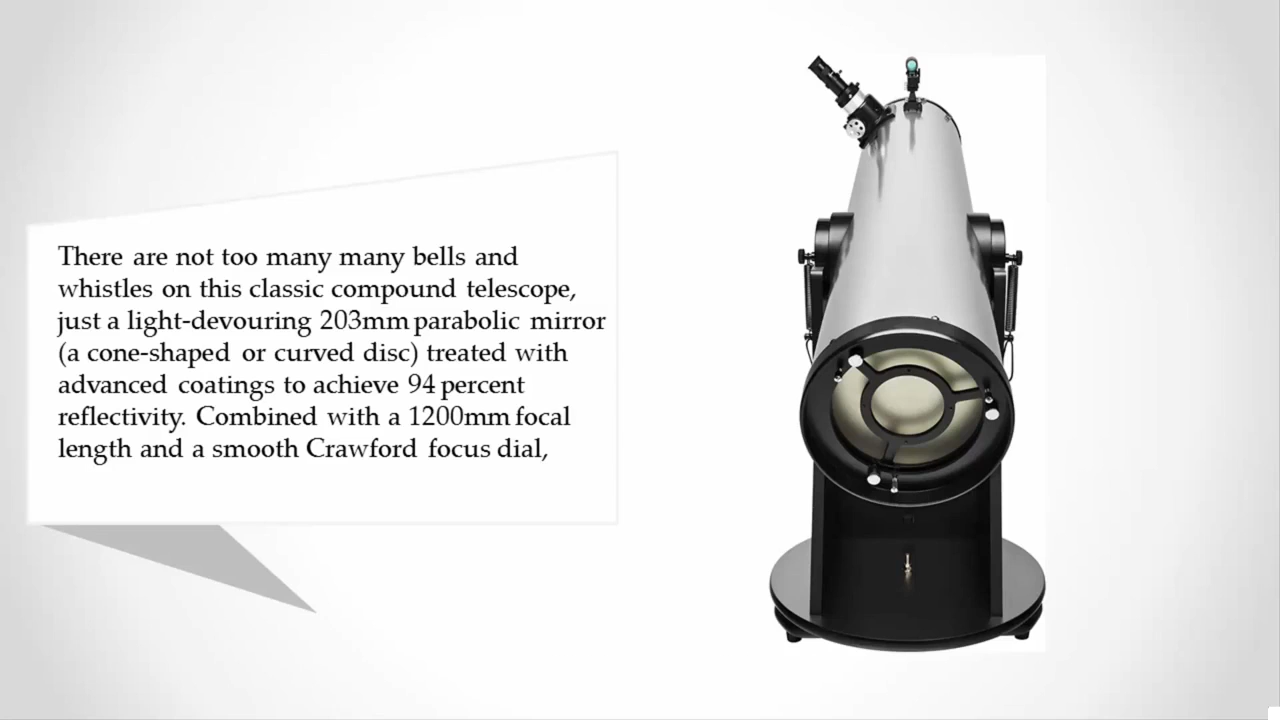 There are not too many many bells and
whistles on this classic compound telescope,
just a light-devouring 203mm parabolic mirror
(a cone-shaped or curved disc) treated with
advanced coatings to achieve 94 percent
reflectivity. Combined with a 1200mm focal
length and a smooth Crawford focus dial,